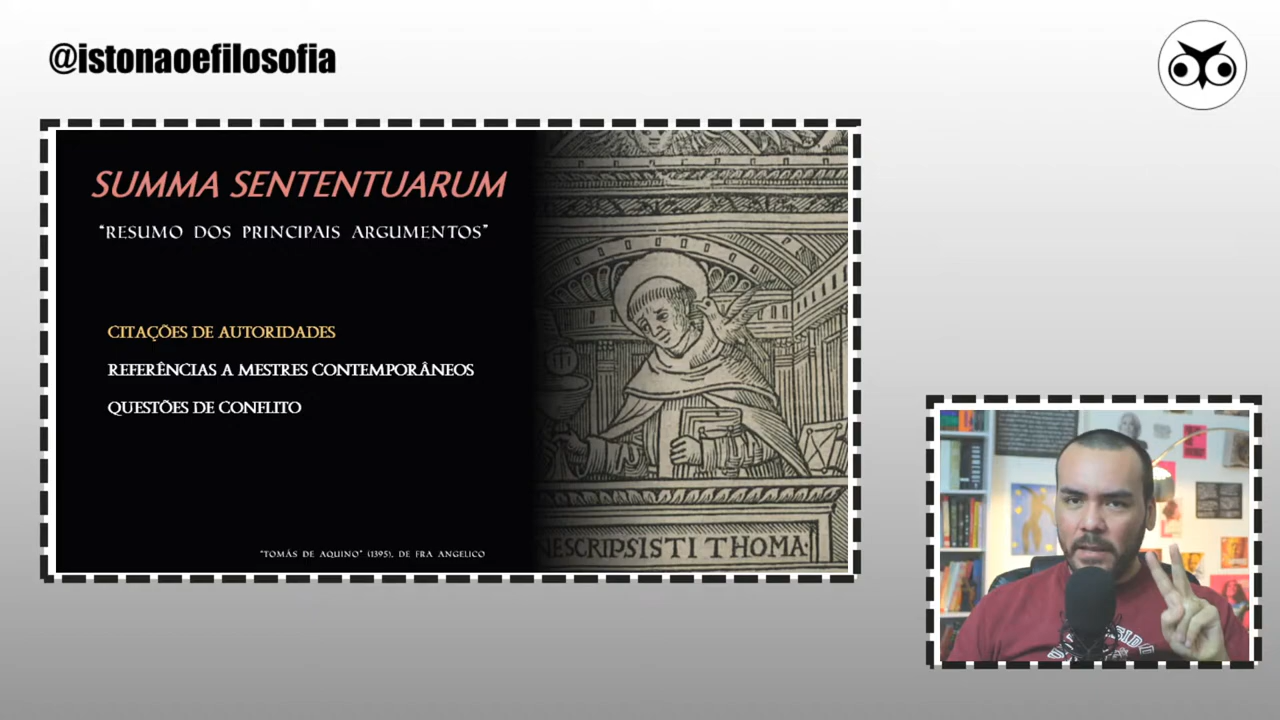 @istonaoefilosofia
SUMMA SENTENTUARUM
"RESUMO DOS PRINCIPAIS ARGUMENTOS"
CITAÇÕES DE AUTORIDADES
REFERÊNCIAS A MESTRES CONTEMPORÂNEOS
QUESTÕES DE CONFLITO
"TOMÁS DE AQUINO" (1395), DE FRA ANGELICO
NESCRIPSISTI THOMA·